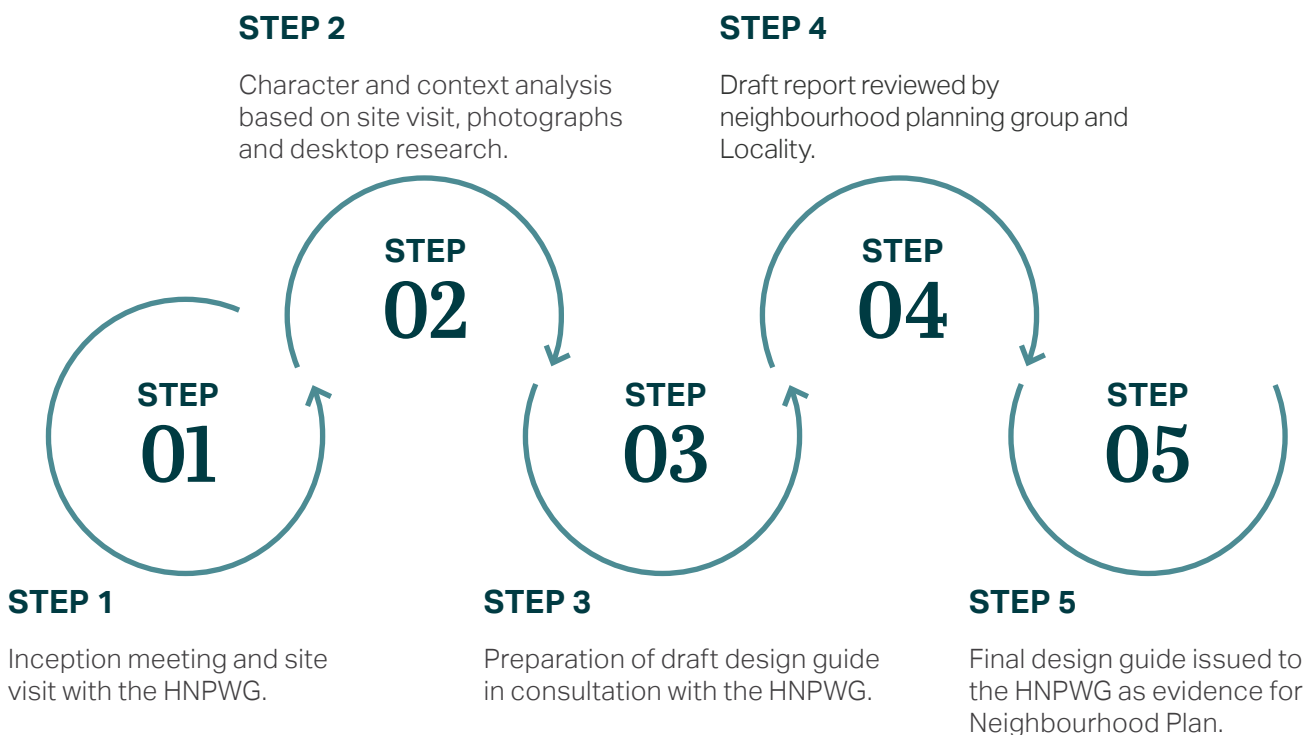 STEP 2
Character and context analysis
based on site visit, photographs
and desktop research.
STEP 4
Draft report reviewed by
neighbourhood planning group and
Locality.
STEP
01
STEP
02
STEP
03
STEP
04
STEP
05
STEP 1
Inception meeting and site
visit with the HNPWG.
STEP 3
Preparation of draft design guide
in consultation with the HNPWG.
STEP 5
Final design guide issued to
the HNPWG as evidence for
Neighbourhood Plan.